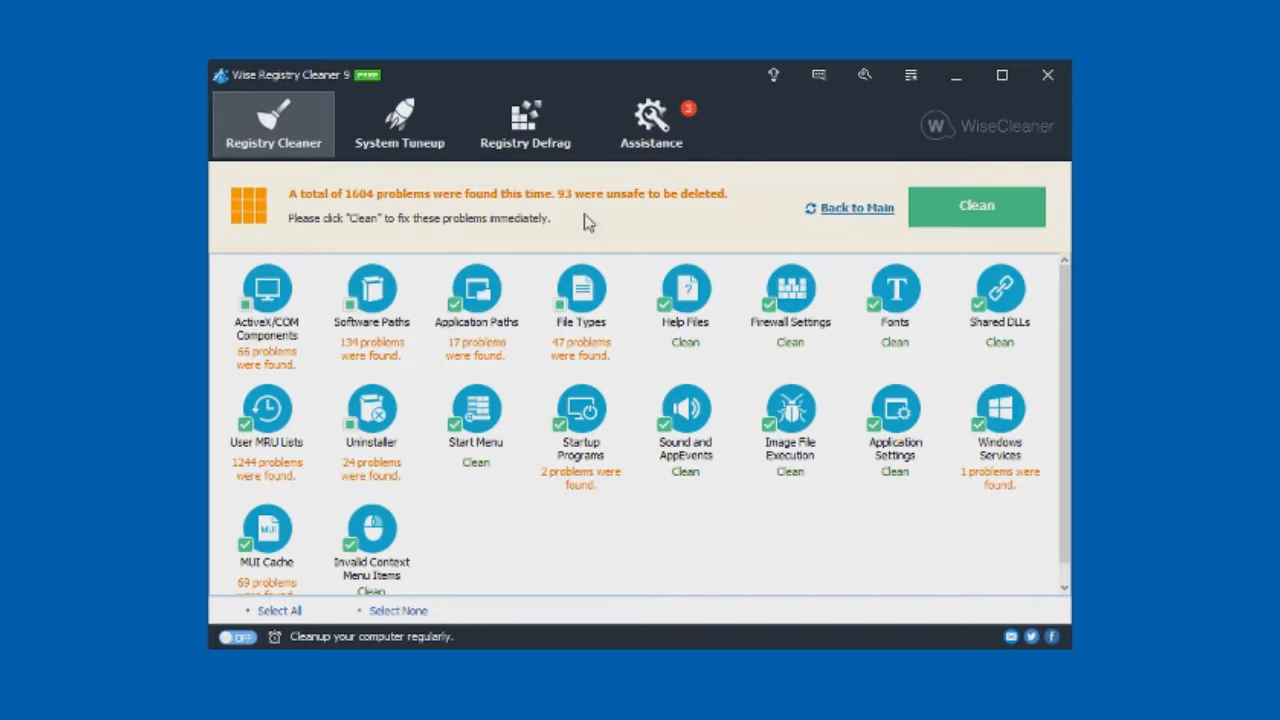 Wise Registry Cleaner 9 FREE
Registry Cleaner
System Tuneup
Registry Defrag
Assistance
3
W WiseCleaner
A total of 1604 problems were found this time. 93 were unsafe to be deleted.
Please click "Clean" to fix these problems immediately.
Back to Main
Clean
ActiveX/COM
Components
66 problems
were found.
Software Paths
134 problems
were found.
Application Paths
17 problems
were found.
File Types
47 problems
were found.
Help Files
Clean
Firewall Settings
Clean
T
Fonts
Clean
Shared DLLs
Clean
User MRU Lists
1244 problems
were found.
Uninstaller
24 problems
were found.
Start Menu
Clean
Startup
Programs
2 problems were
found.
Sound and
AppEvents
Clean
Image File
Execution
Clean
Application
Settings
Clean
Windows
Services
1 problems were
found.
MUI
MUI Cache
69 problems
were found.
Invalid Context
Menu Items
Clean
• Select All
• Select None
OFF
Cleanup your computer regularly.